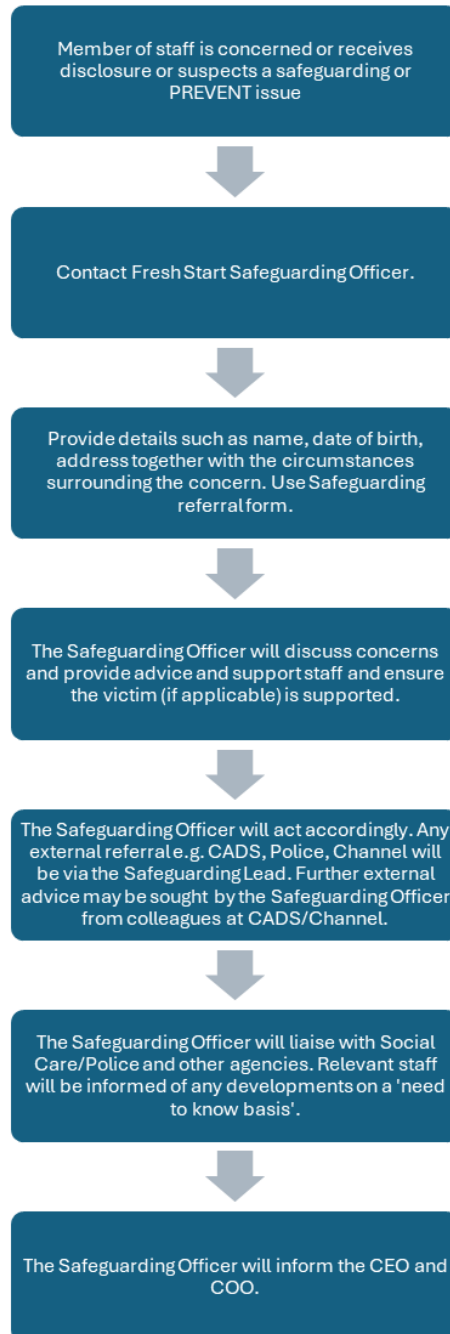 Member of staff is concerned or receives
disclosure or suspects a safeguarding or
PREVENT issue
Contact Fresh Start Safeguarding Officer.
Provide details such as name, date of birth,
address together with the circumstances
surrounding the concern. Use Safeguarding
referral form.
The Safeguarding Officer will discuss concerns
and provide advice and support staff and ensure
the victim (if applicable) is supported.
The Safeguarding Officer will act accordingly. Any
external referral e.g. CADS, Police, Channel will
be via the Safeguarding Lead. Further external
advice may be sought by the Safeguarding Officer
from colleagues at CADS/Channel.
The Safeguarding Officer will liaise with Social
Care/Police and other agencies. Relevant staff
will be informed of any developments on a 'need
to know basis'.
The Safeguarding Officer will inform the CEO and
COO.